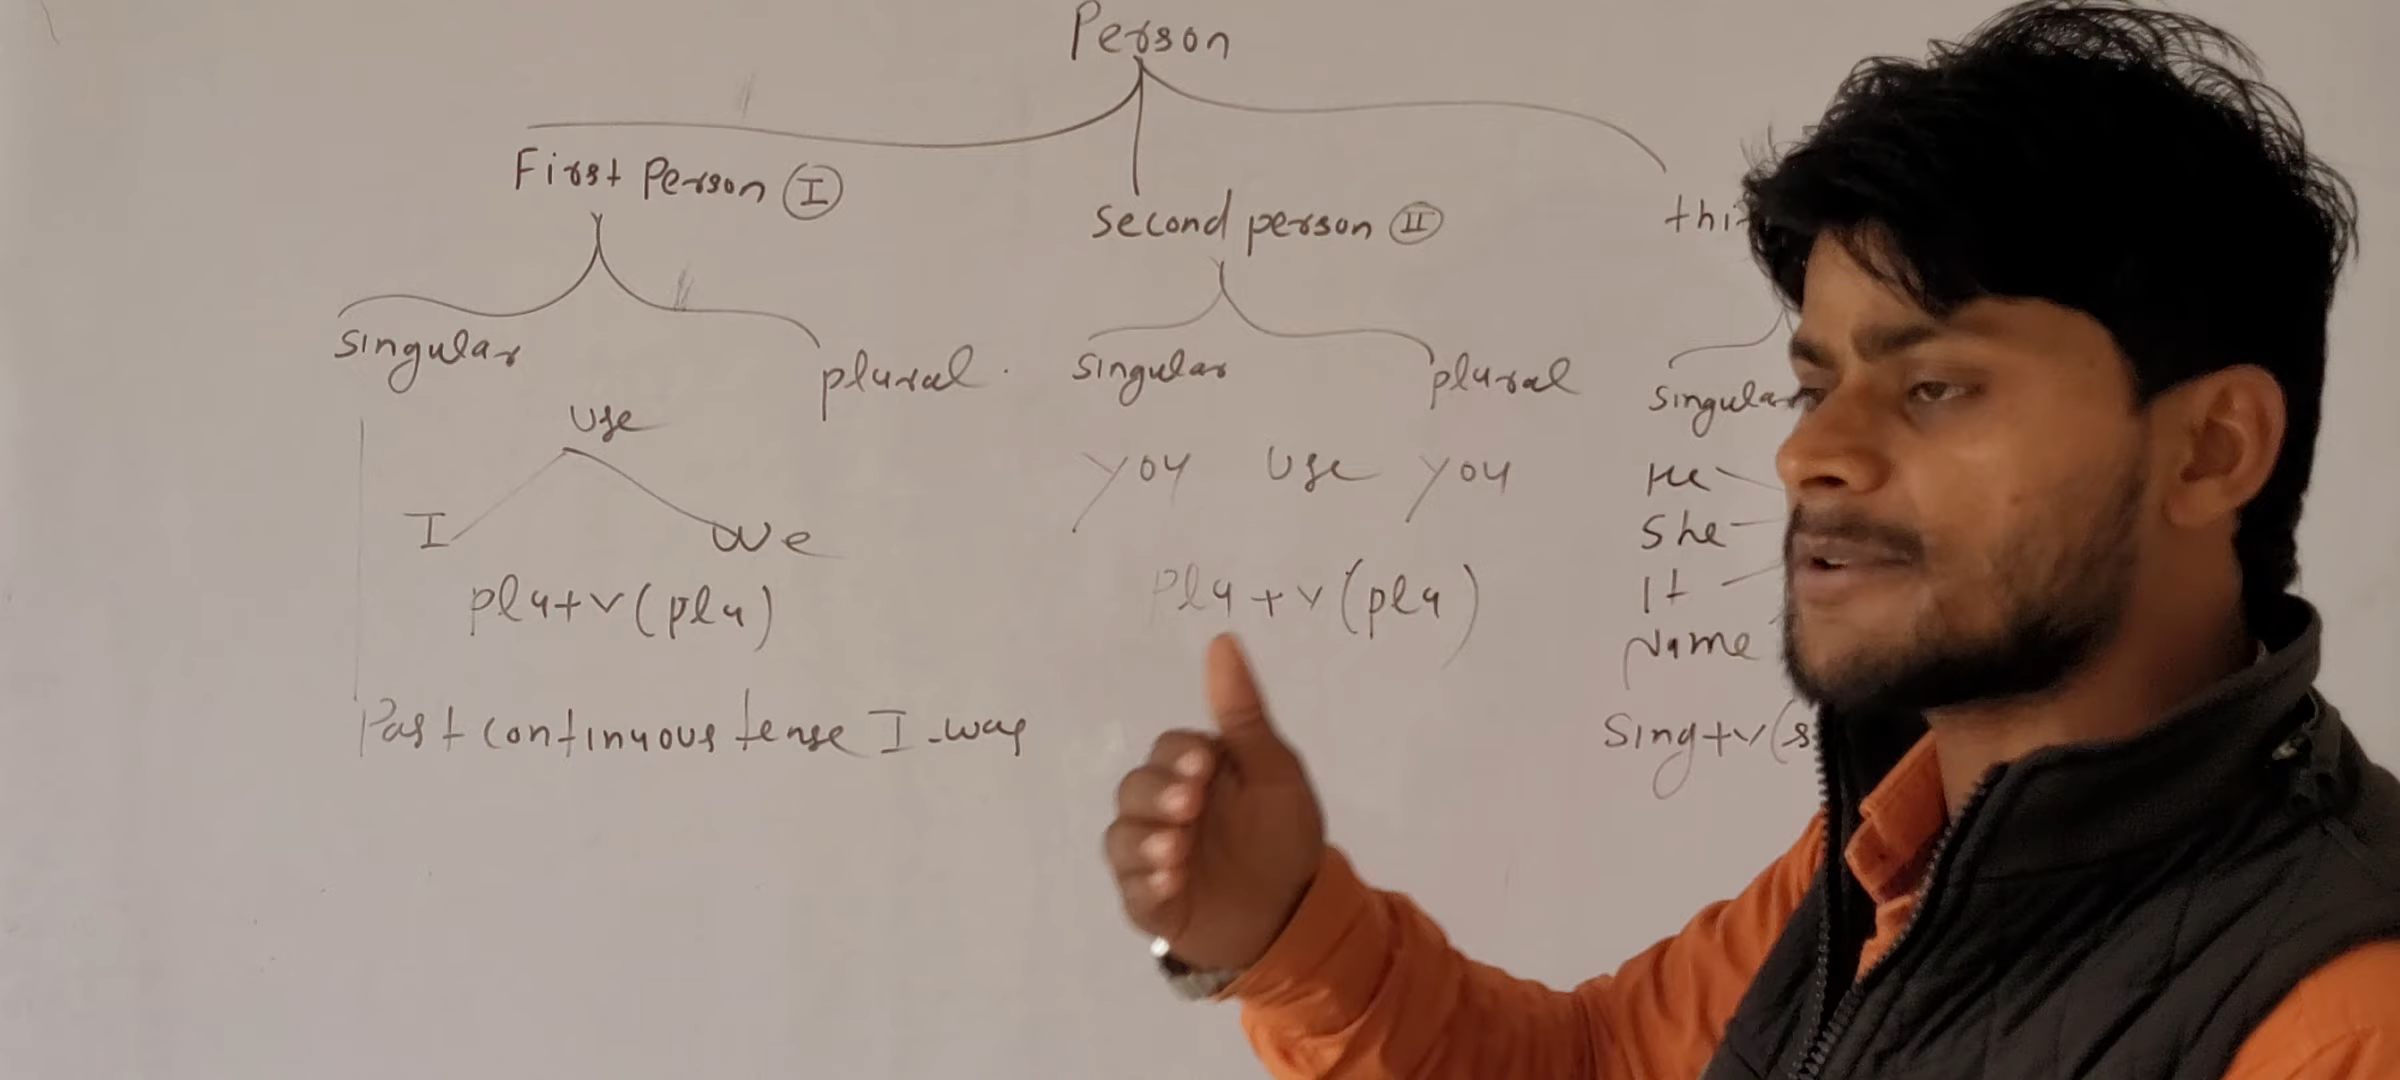 Person
First Person I
Second person II
thi
singular
plural.
singular
plural
singular
use
I
we
you use you
He
She
It
Name
plu+v(plu)
plu+v(plu)
Sing+v(s
Past continuous tense I-was